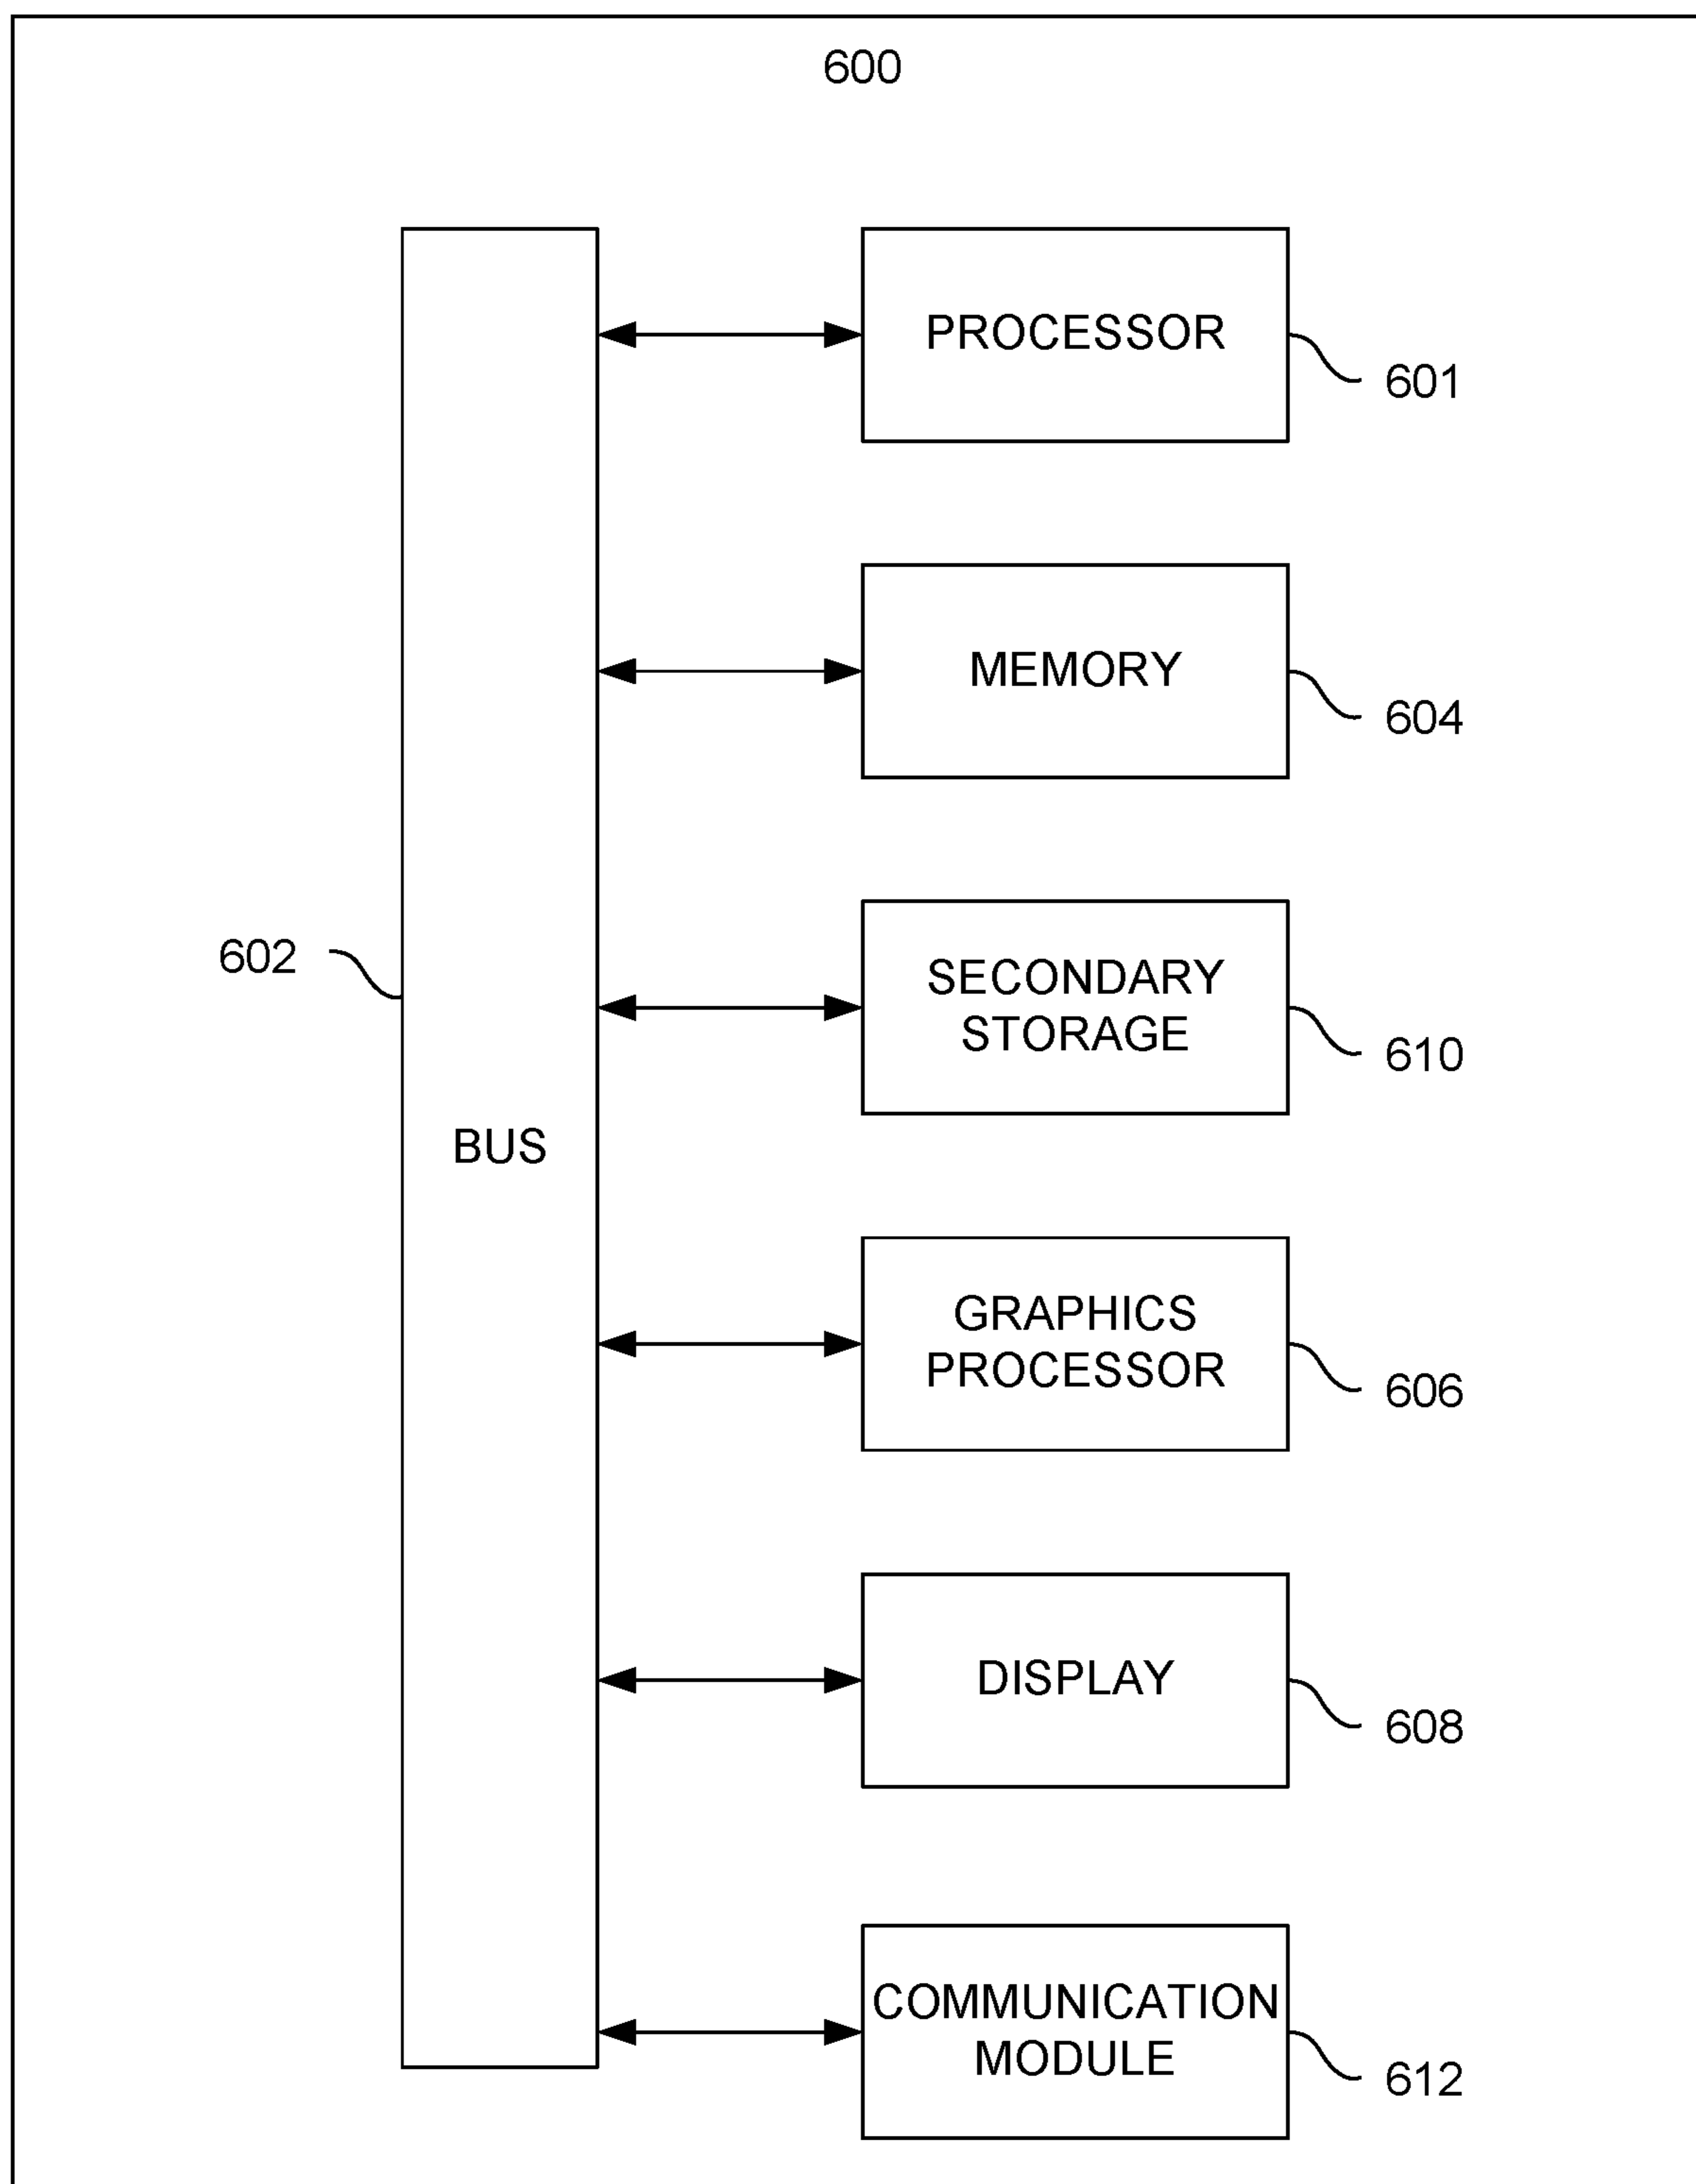 600
PROCESSOR
601
MEMORY
604
602
SECONDARY
STORAGE
610
BUS
GRAPHICS
PROCESSOR
606
DISPLAY
608
COMMUNICATION
MODULE
612